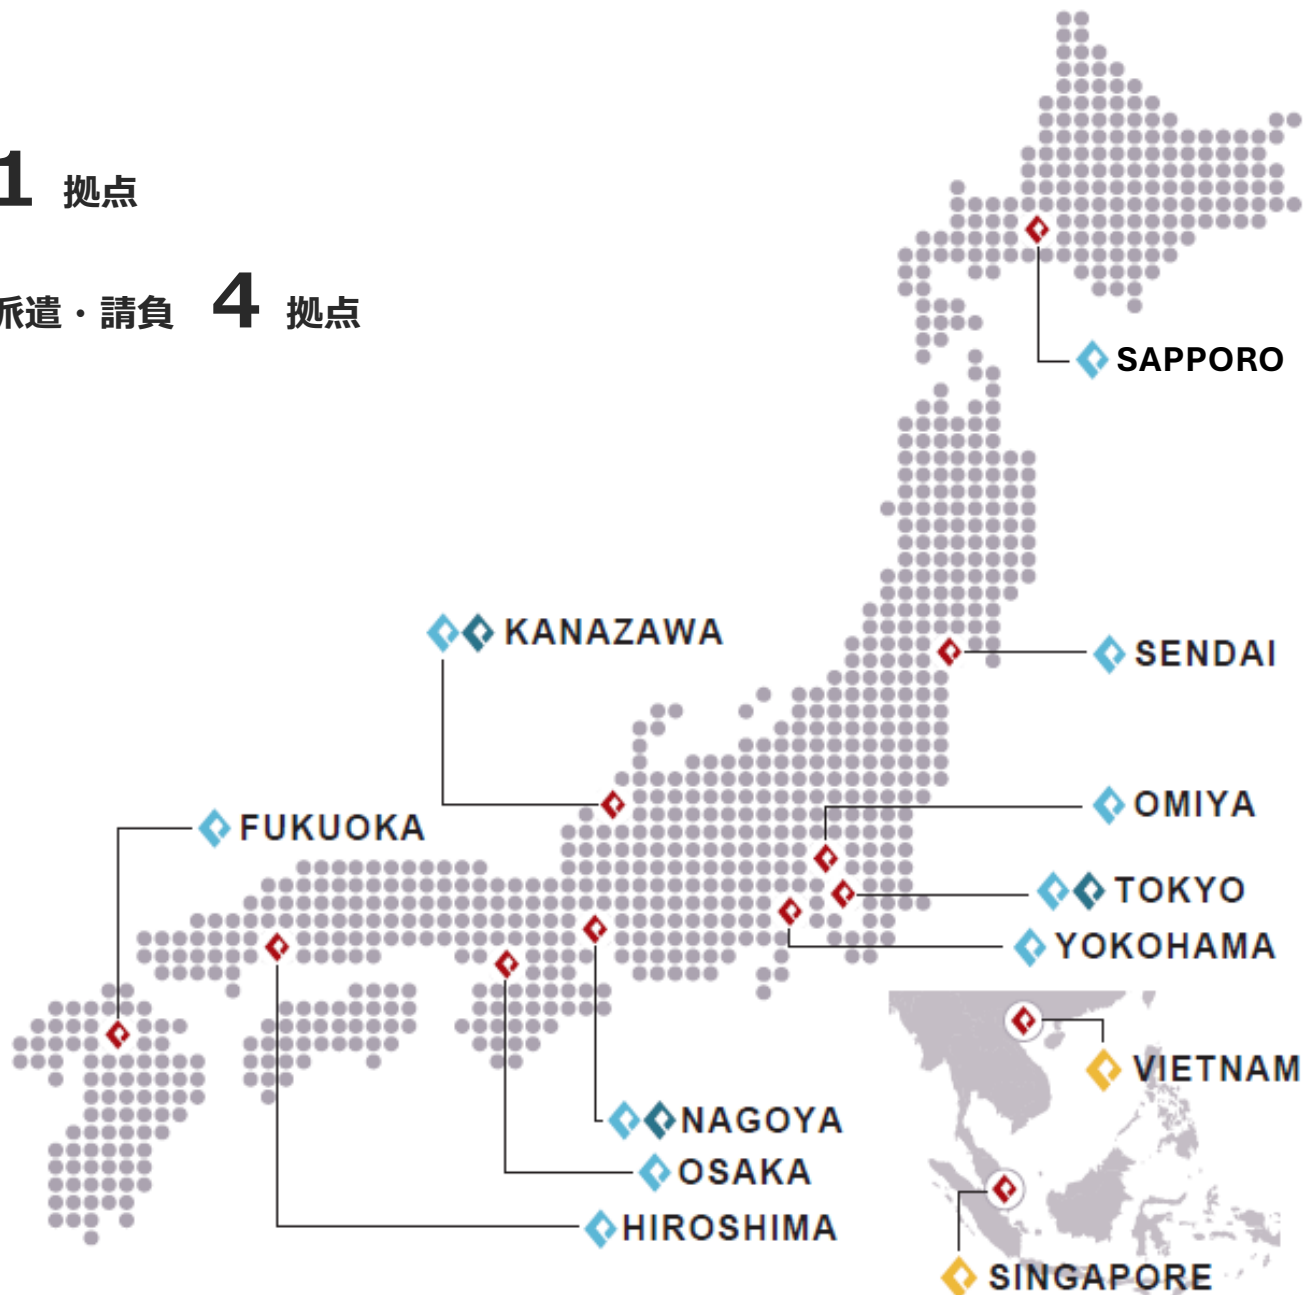 1 拠点
派遣・請負 4 拠点
SAPPORO
KANAZAWA
SENDAI
OMIYA
FUKUOKA
TOKYO
YOKOHAMA
VIETNAM
NAGOYA
OSAKA
HIROSHIMA
SINGAPORE